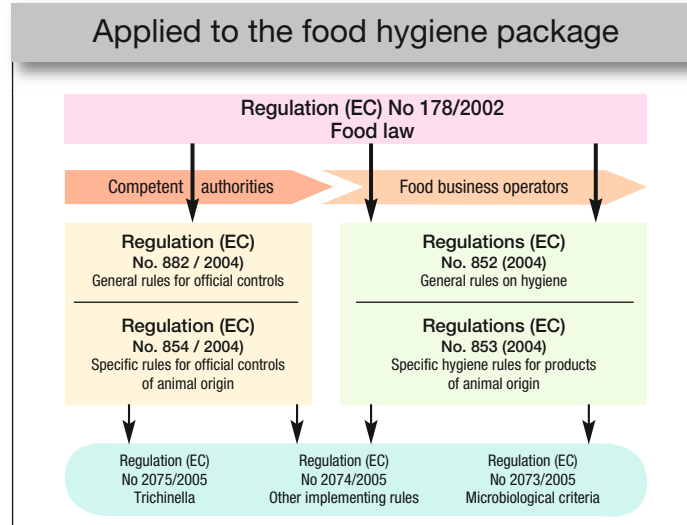 Applied to the food hygiene package
Regulation (EC) No 178/2002
Food law
Competent authorities
Food business operators
Regulation (EC)
No. 882 / 2004)
General rules for official controls
Regulation (EC)
No. 854 / 2004)
Specific rules for official controls
of animal origin
Regulations (EC)
No. 852 (2004)
General rules on hygiene
Regulations (EC)
No. 853 (2004)
Specific hygiene rules for products
of animal origin
Regulation (EC)
No 2075/2005
Trichinella
Regulation (EC)
No 2074/2005
Other implementing rules
Regulation (EC)
No 2073/2005
Microbiological criteria